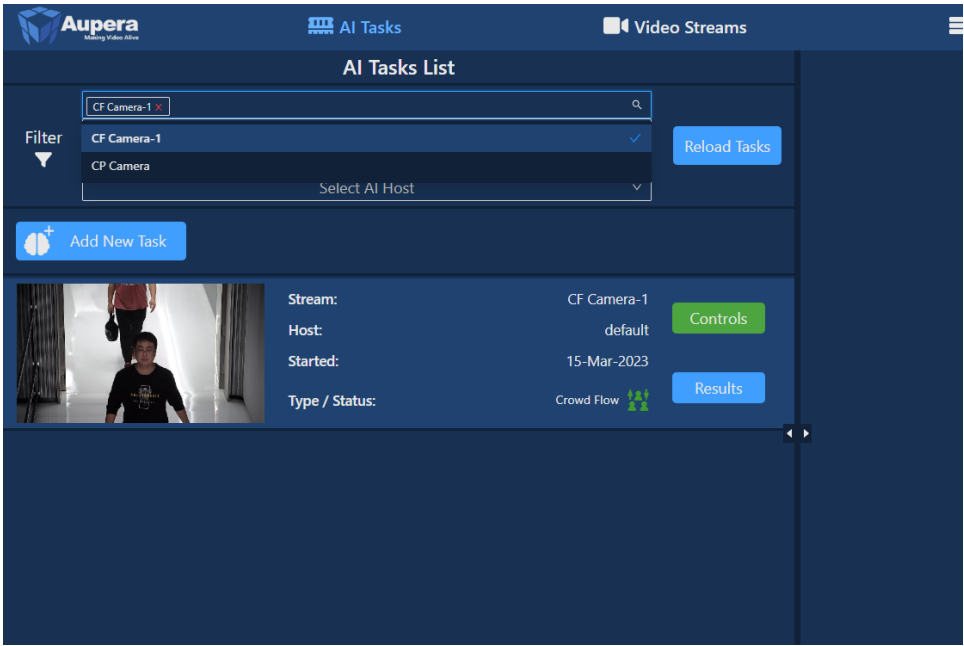 Aupera
Making Video Alive
AI Tasks
Video Streams
AI Tasks List
Filter
CF Camera-1 ×
CF Camera-1
CP Camera
Select AI Host
Reload Tasks
Add New Task
Stream: CF Camera-1
Host: default
Started: 15-Mar-2023
Type / Status: Crowd Flow
Controls
Results